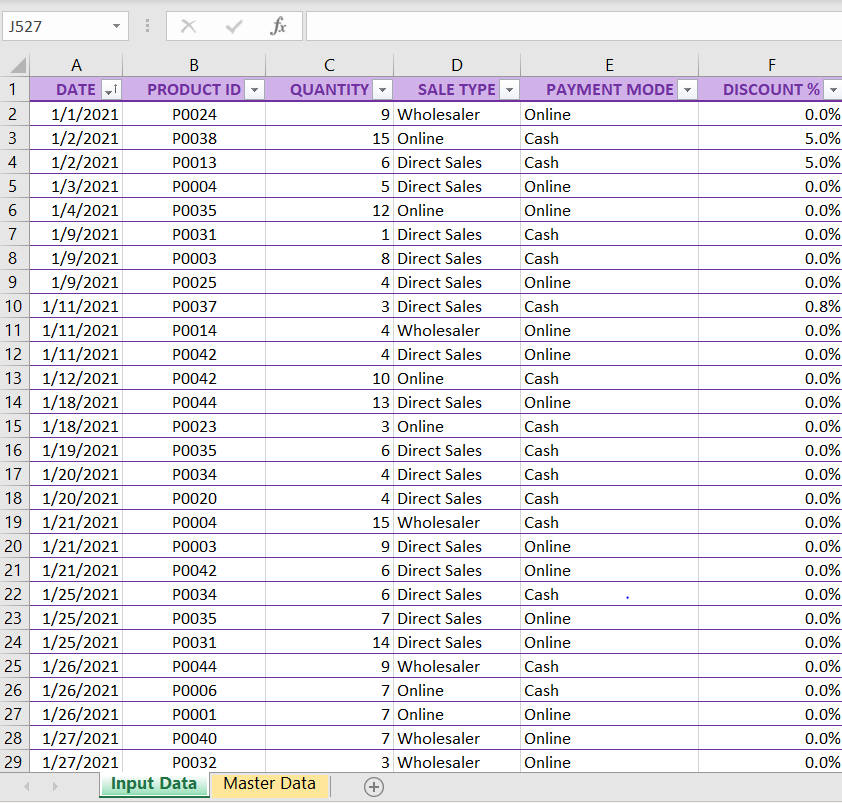 J527 fx
A B C D E F
1 DATE PRODUCT ID QUANTITY SALE TYPE PAYMENT MODE DISCOUNT %
2 1/1/2021 P0024 9 Wholesaler Online 0.0%
3 1/2/2021 P0038 15 Online Cash 5.0%
4 1/2/2021 P0013 6 Direct Sales Cash 5.0%
5 1/3/2021 P0004 5 Direct Sales Online 0.0%
6 1/4/2021 P0035 12 Online Online 0.0%
7 1/9/2021 P0031 1 Direct Sales Cash 0.0%
8 1/9/2021 P0003 8 Direct Sales Cash 0.0%
9 1/9/2021 P0025 4 Direct Sales Online 0.0%
10 1/11/2021 P0037 3 Direct Sales Cash 0.8%
11 1/11/2021 P0014 4 Wholesaler Online 0.0%
12 1/11/2021 P0042 4 Direct Sales Online 0.0%
13 1/12/2021 P0042 10 Online Cash 0.0%
14 1/18/2021 P0044 13 Direct Sales Online 0.0%
15 1/18/2021 P0023 3 Online Cash 0.0%
16 1/19/2021 P0035 6 Direct Sales Cash 0.0%
17 1/20/2021 P0034 4 Direct Sales Cash 0.0%
18 1/20/2021 P0020 4 Direct Sales Cash 0.0%
19 1/21/2021 P0004 15 Wholesaler Cash 0.0%
20 1/21/2021 P0003 9 Direct Sales Online 0.0%
21 1/21/2021 P0042 6 Direct Sales Online 0.0%
22 1/25/2021 P0034 6 Direct Sales Cash 0.0%
23 1/25/2021 P0035 7 Direct Sales Online 0.0%
24 1/25/2021 P0031 14 Direct Sales Online 0.0%
25 1/26/2021 P0044 9 Wholesaler Cash 0.0%
26 1/26/2021 P0006 7 Online Cash 0.0%
27 1/26/2021 P0001 7 Online Online 0.0%
28 1/27/2021 P0040 7 Wholesaler Online 0.0%
29 1/27/2021 P0032 3 Wholesaler Online 0.0%
Input Data Master Data